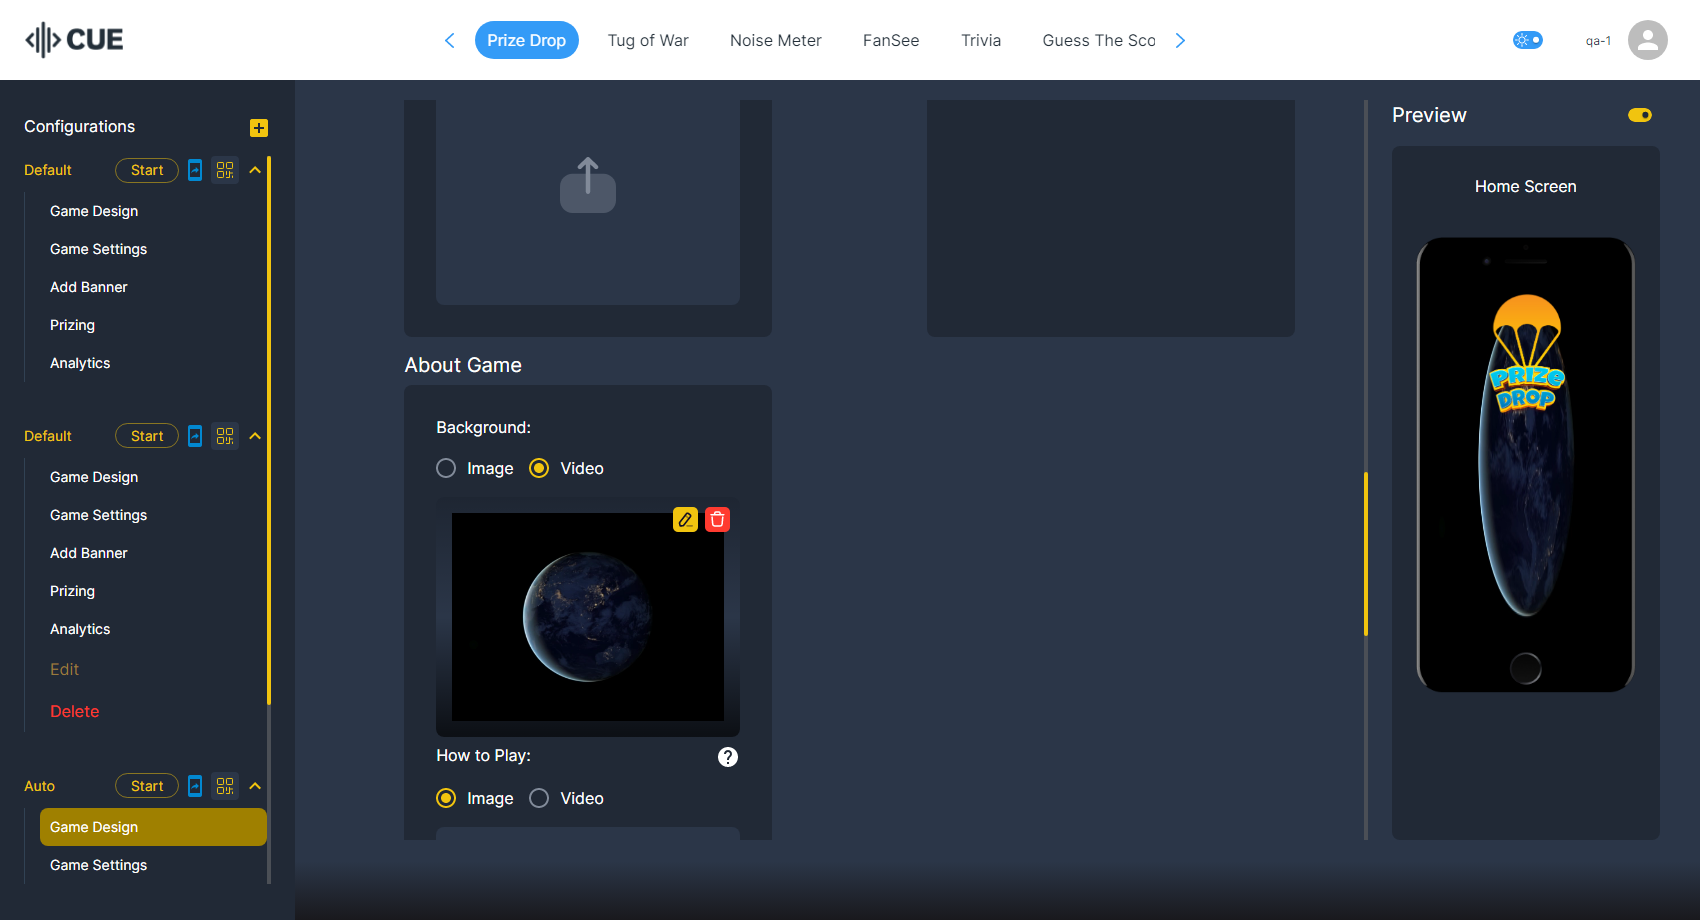 CUE
Prize Drop
Tug of War
Noise Meter
FanSee
Trivia
Guess The Sco
qa-1
Configurations
Default
Start
Game Design
Game Settings
Add Banner
Prizing
Analytics
Default
Start
Game Design
Game Settings
Add Banner
Prizing
Analytics
Edit
Delete
Auto
Start
Game Design
Game Settings
About Game
Background:
Image
Video
How to Play:
?
Image
Video
Preview
Home Screen
PRIZE
DROP